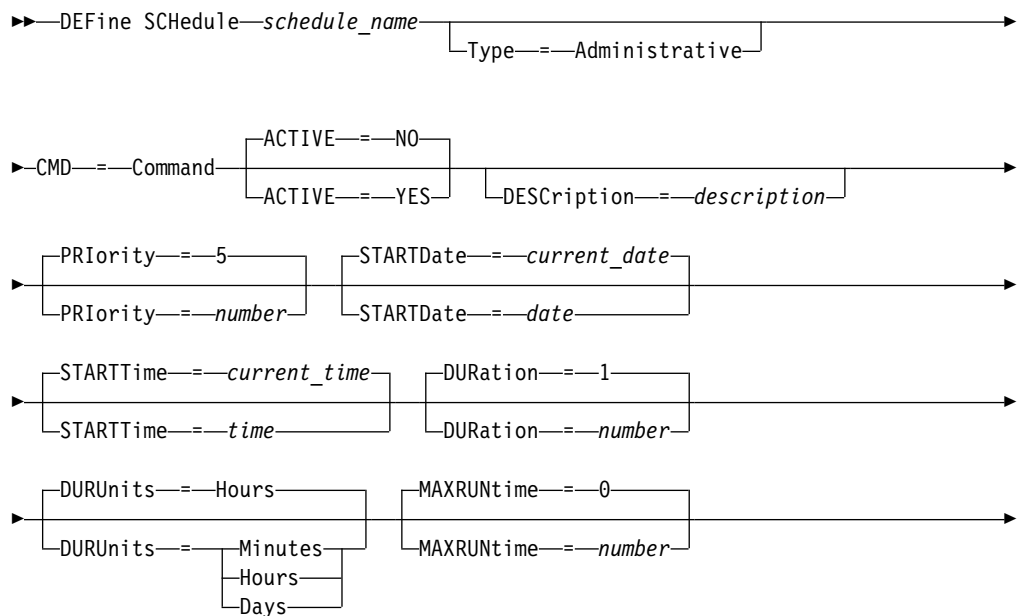 DEFine SCHedule schedule_name
Type = Administrative
CMD = Command
ACTIVE = NO
ACTIVE = YES
DESCription = description
PRIority = 5
PRIority = number
STARTDate = current_date
STARTDate = date
STARTTime = current_time
STARTTime = time
DURation = 1
DURation = number
DURUnits = Hours
DURUnits = Minutes
Hours
Days
MAXRUNtime = 0
MAXRUNtime = number